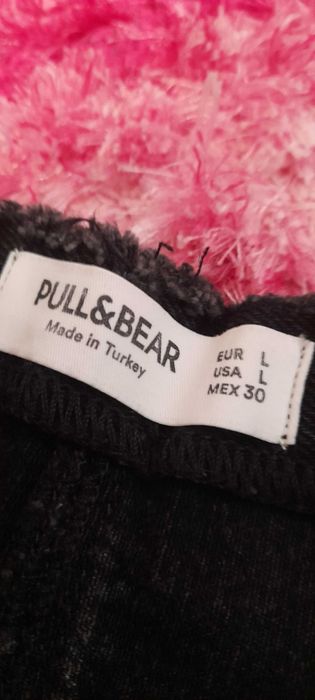 PULL&BEAR
Made in Turkey
EUR L
USA L
MEX 30